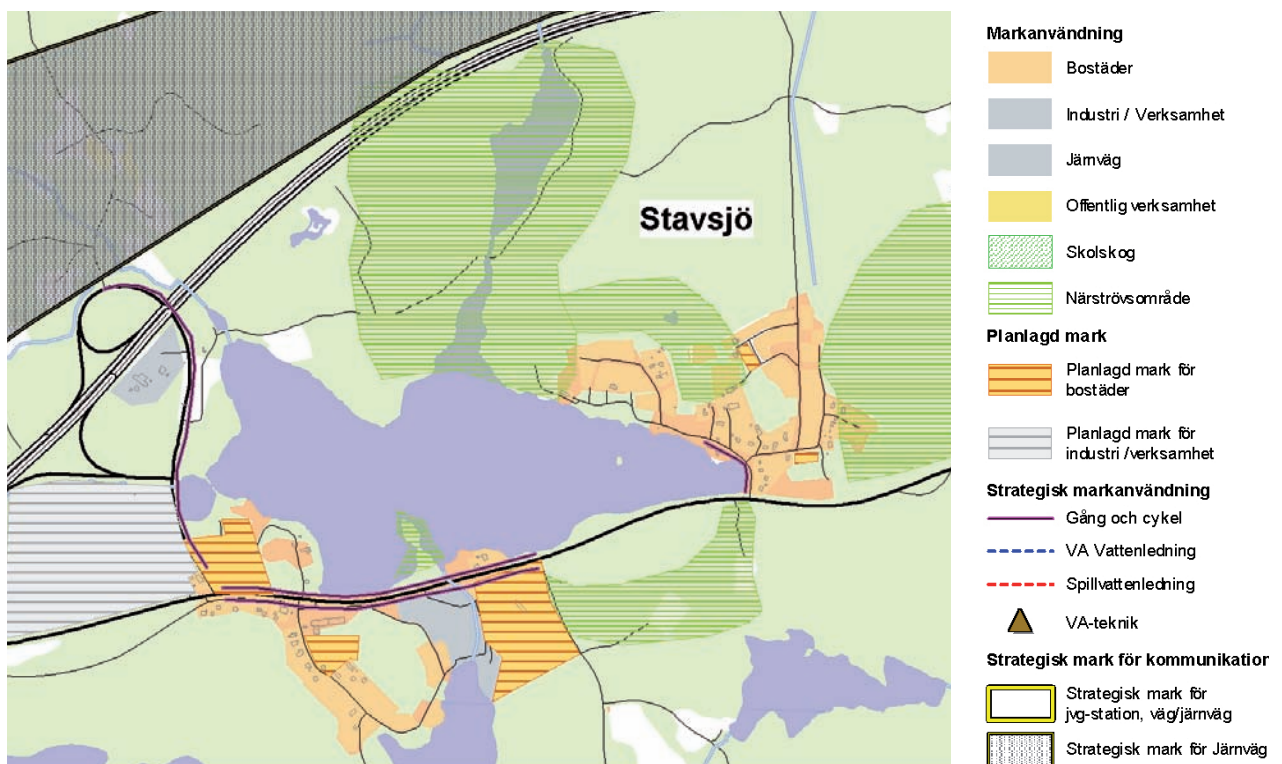 Stavsjö
Markanvändning
Bostäder
Industri / Verksamhet
Järnväg
Offentlig verksamhet
Skolskog
Närströvsområde
Planlagd mark
Planlagd mark för
bostäder
Planlagd mark för
industri /verksamhet
Strategisk markanvändning
Gång och cykel
VA Vattenledning
Spillvattenledning
VA-teknik
Strategisk mark för kommunikation
Strategisk mark för
jvg-station, väg/järnväg
Strategisk mark för Järnväg